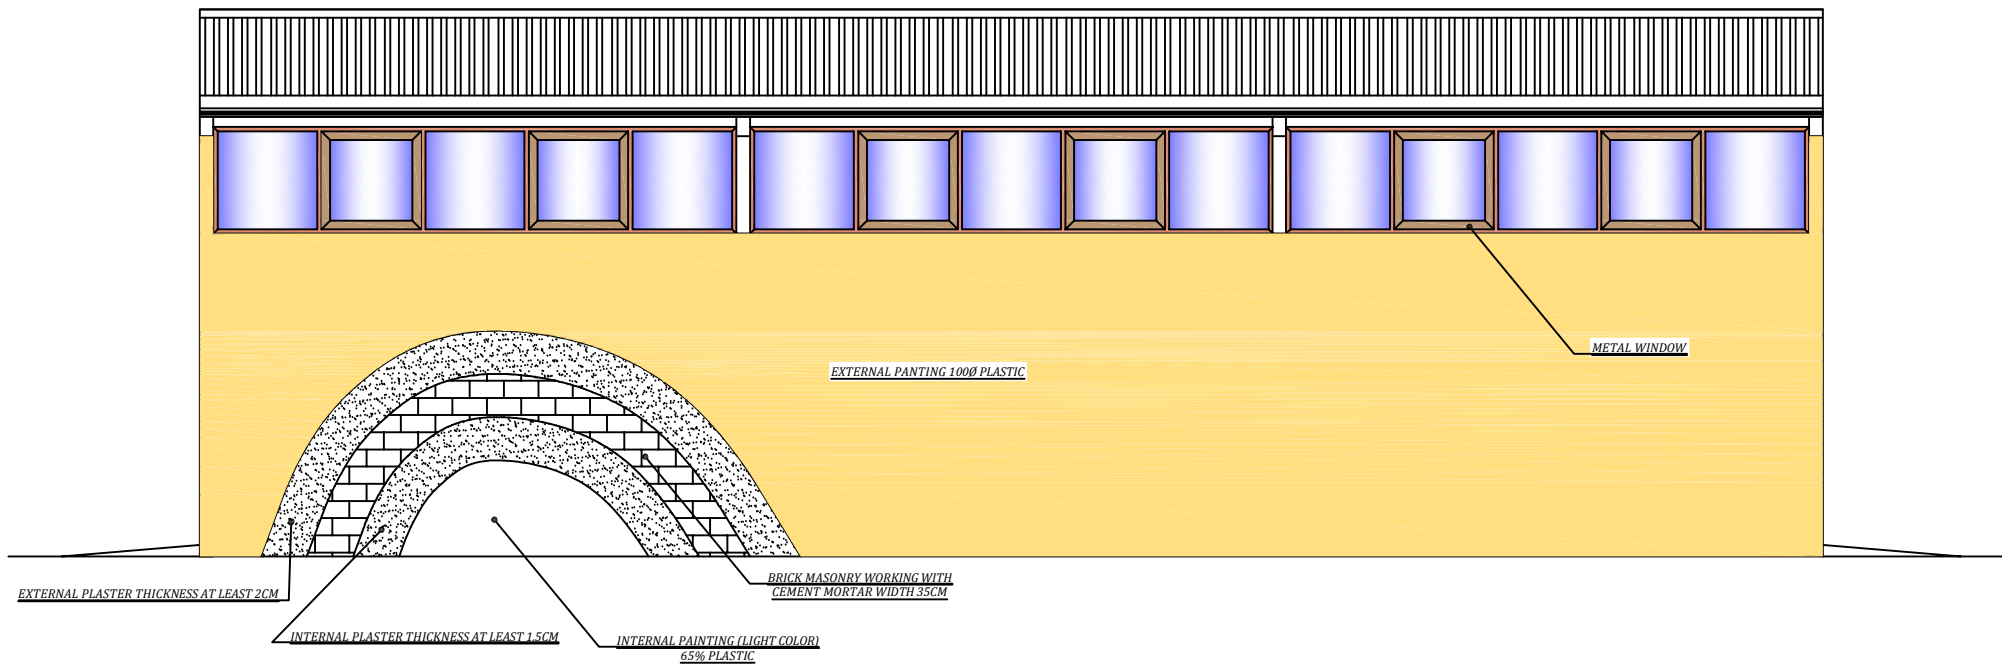 METAL WINDOW
EXTERNAL PANTING 100Ø PLASTIC
BRICK MASONRY WORKING WITH
CEMENT MORTAR WIDTH 35CM
EXTERNAL PLASTER THICKNESS AT LEAST 2CM
INTERNAL PLASTER THICKNESS AT LEAST 1.5CM
INTERNAL PAINTING (LIGHT COLOR)
65% PLASTIC